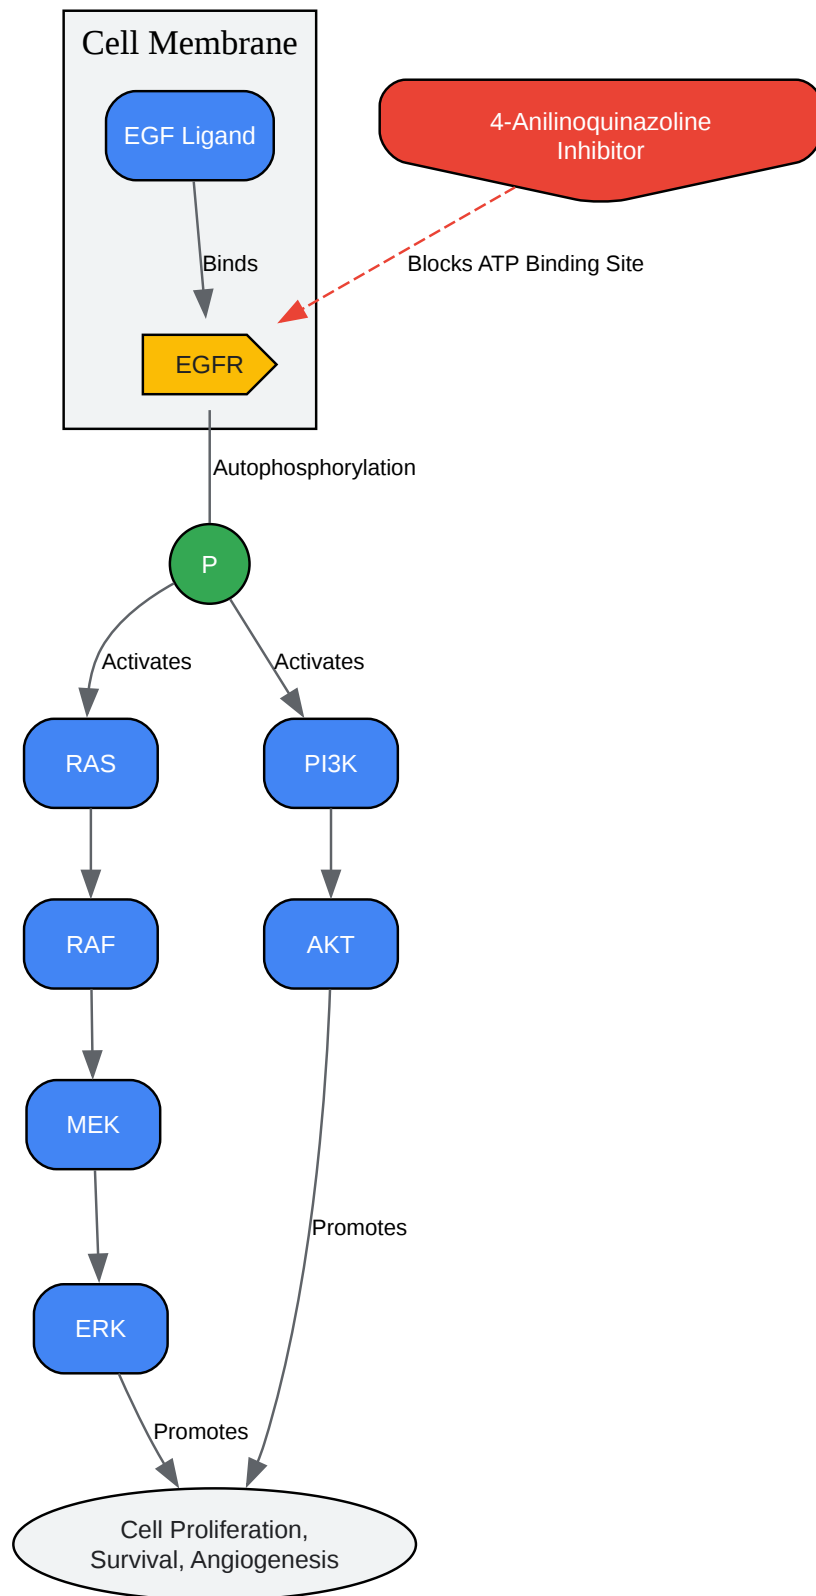 Cell Membrane
EGF Ligand
4-Anilinoquinazoline
Inhibitor
Binds
Blocks ATP Binding Site
EGFR
Autophosphorylation
P
Activates
Activates
RAS
PI3K
RAF
AKT
MEK
Promotes
ERK
Promotes
Cell Proliferation,
Survival, Angiogenesis